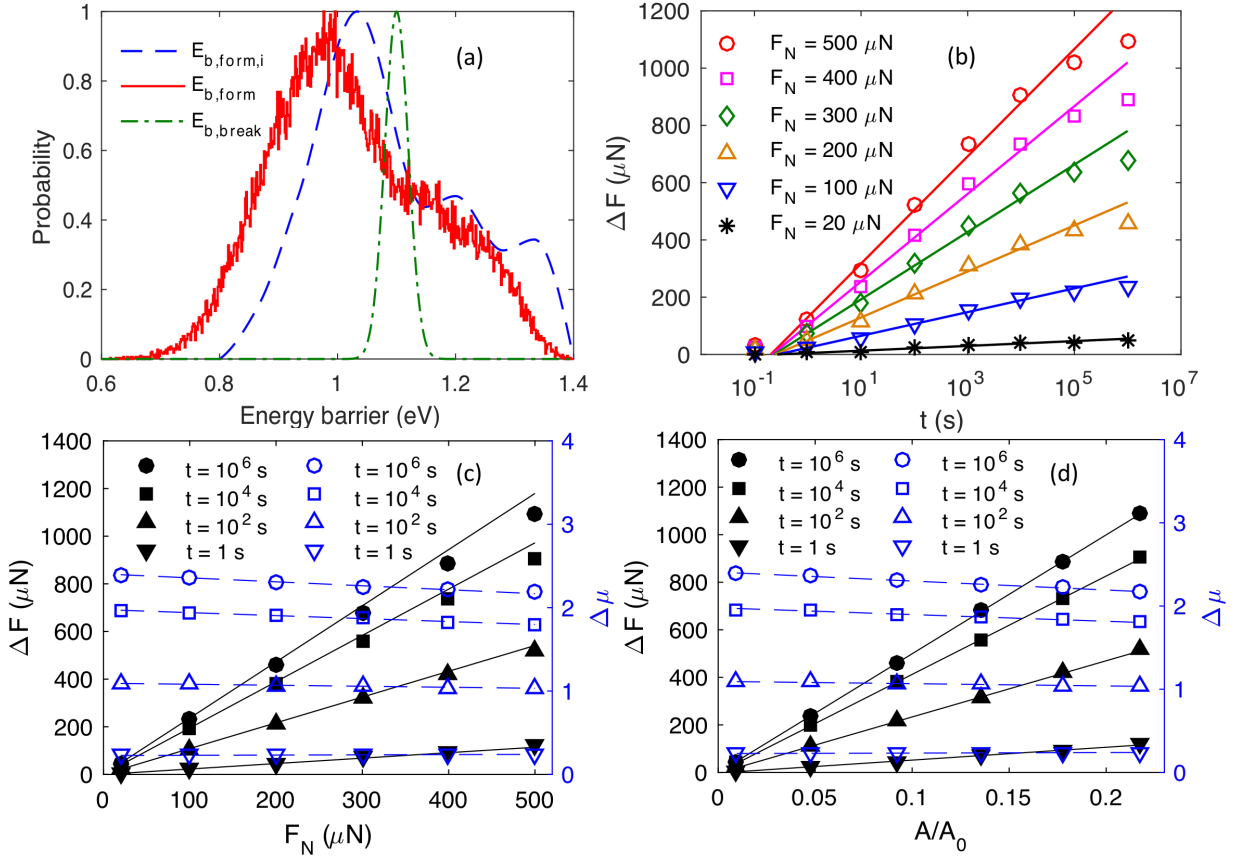 (a)
E_b,form,i
E_b,form
E_b,break
Probability
1
0.8
0.6
0.4
0.2
0
0.6 0.8 1 1.2 1.4
Energy barrier (eV)
(b)
F_N = 500 μN
F_N = 400 μN
F_N = 300 μN
F_N = 200 μN
F_N = 100 μN
F_N = 20 μN
Δ F (μN)
1200
1000
800
600
400
200
0
10^-1 10^1 10^3 10^5 10^7
t (s)
(c)
t = 10^6 s t = 10^6 s
t = 10^4 s t = 10^4 s
t = 10^2 s t = 10^2 s
t = 1 s t = 1 s
Δ F (μN)
1400
1200
1000
800
600
400
200
0
0 100 200 300 400 500
F_N (μN)
4
3
2
1
0
Δ μ
(d)
t = 10^6 s t = 10^6 s
t = 10^4 s t = 10^4 s
t = 10^2 s t = 10^2 s
t = 1 s t = 1 s
Δ F (μN)
1400
1200
1000
800
600
400
200
0
0 0.05 0.1 0.15 0.2
A/A_0
4
3
2
1
0
Δ μ